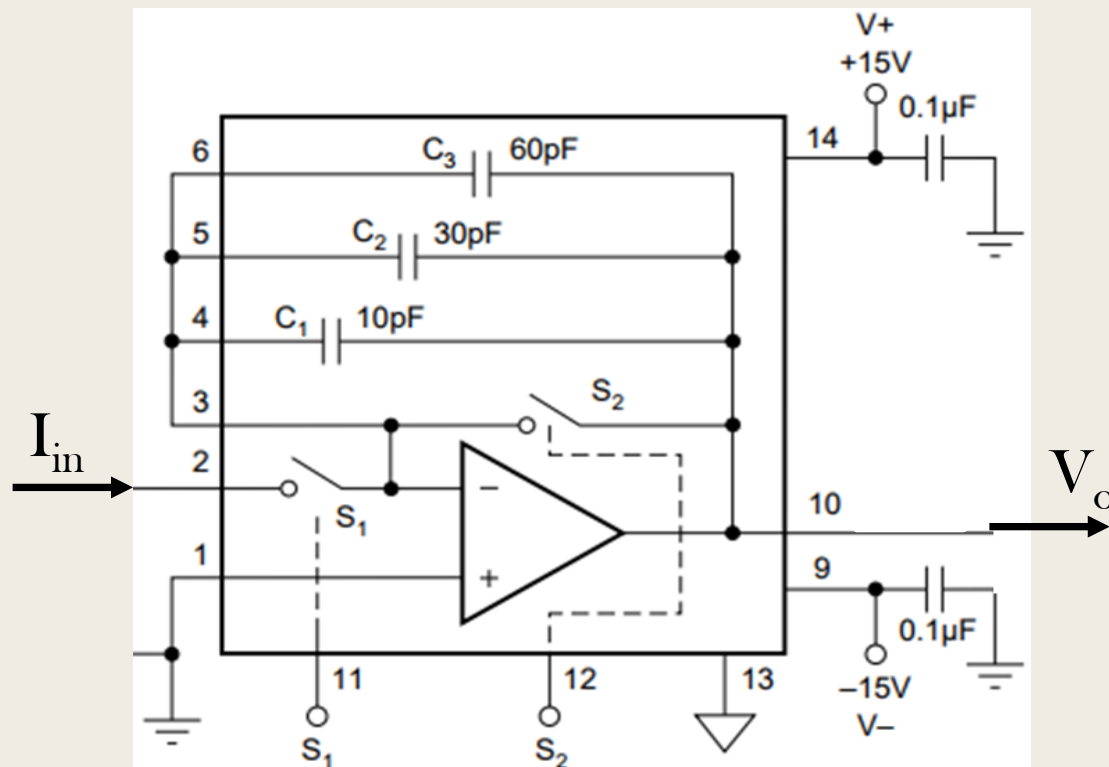 V+
+15V
0.1µF
14
6
C3 60pF
5
C2 30pF
4
C1 10pF
3
S2
Iin
2
S1
Vo
10
1
9
0.1µF
11
12
13
–15V
V–
S1
S2